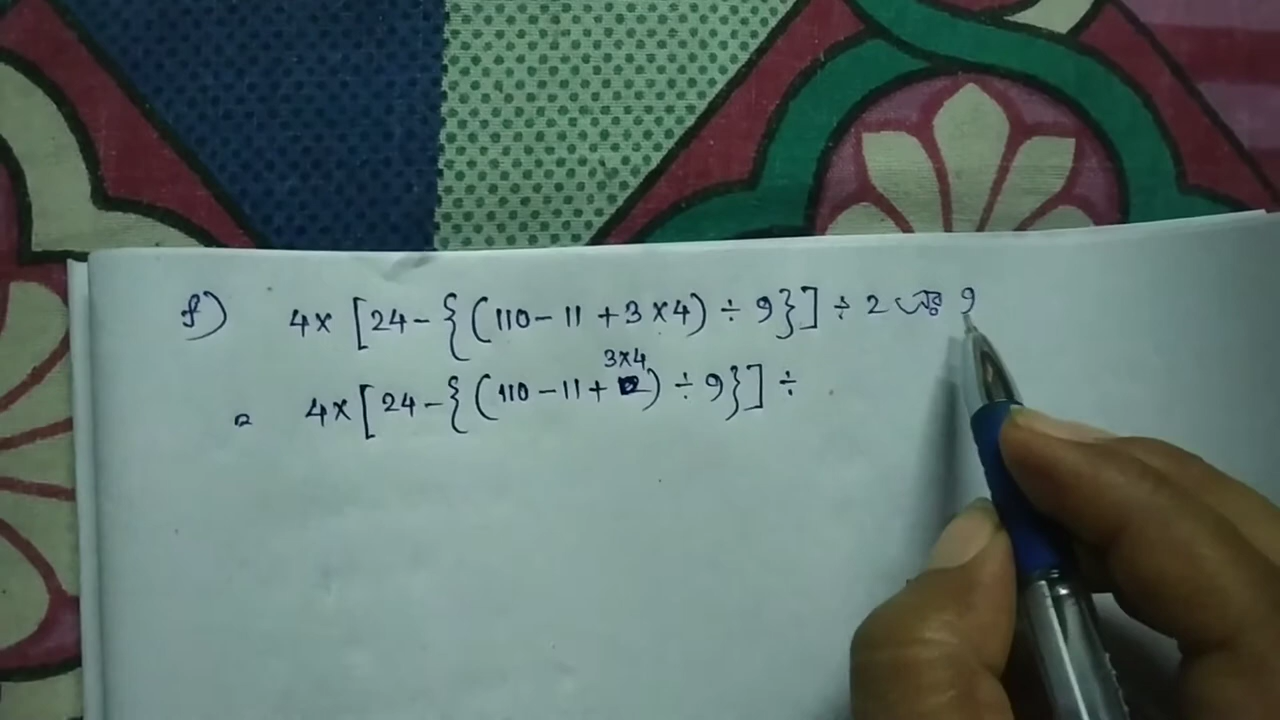 f) 4× [24-{(110-11+3×4)÷9}]÷2 এর 9
= 4×[24-{(110-11+3×4)÷9}]÷